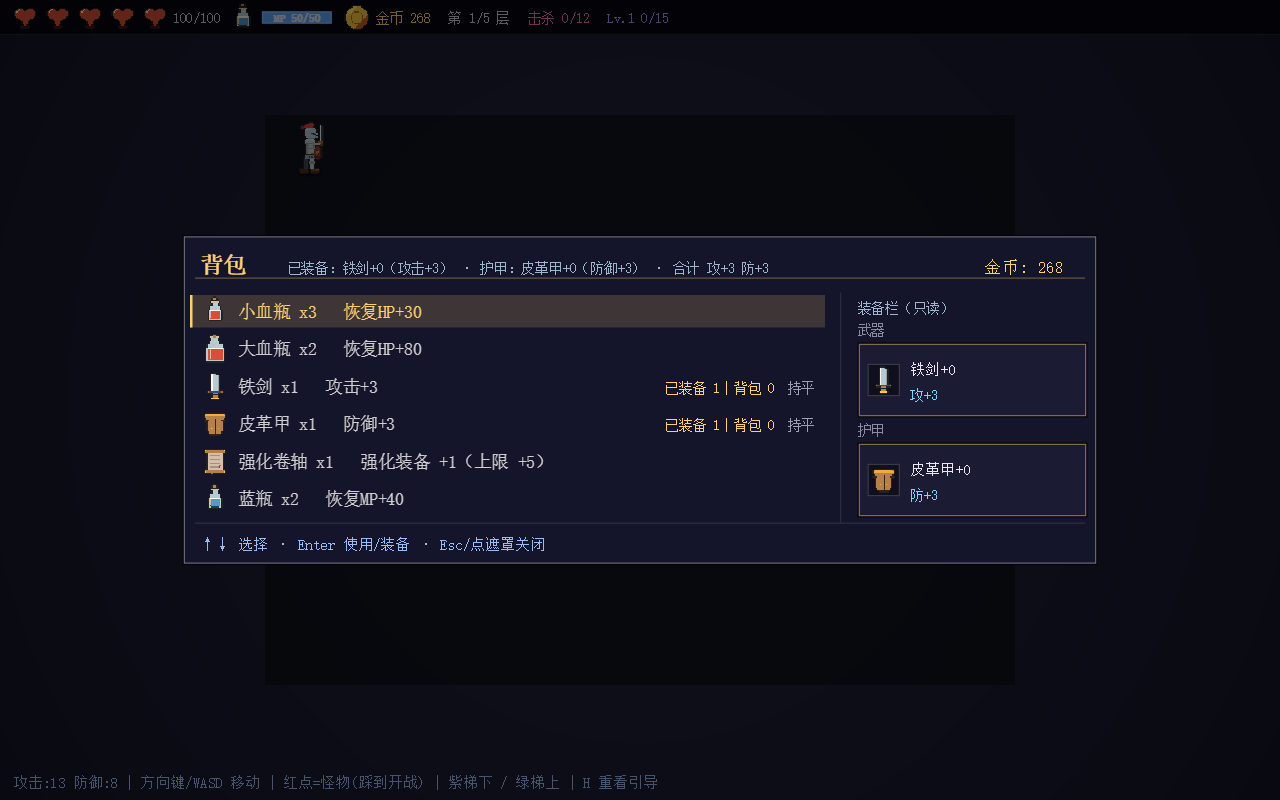 100/100 MP 50/50 金币 268 第 1/5 层 击杀 0/12 Lv.1 0/15
背包 已装备: 铁剑+0（攻击+3） · 护甲: 皮革甲+0（防御+3） · 合计 攻+3 防+3 金币: 268
小血瓶 x3 恢复HP+30
大血瓶 x2 恢复HP+80
铁剑 x1 攻击+3 已装备 1|背包 0 持平
皮革甲 x1 防御+3 已装备 1|背包 0 持平
强化卷轴 x1 强化装备 +1（上限 +5）
蓝瓶 x2 恢复MP+40
装备栏（只读）
武器
铁剑+0
攻+3
护甲
皮革甲+0
防+3
↑↓ 选择 · Enter 使用/装备 · Esc/点遮罩关闭
攻击:13 防御:8 | 方向键/WASD 移动 | 红点=怪物(踩到开战) | 紫梯下 / 绿梯上 | H 重看引导